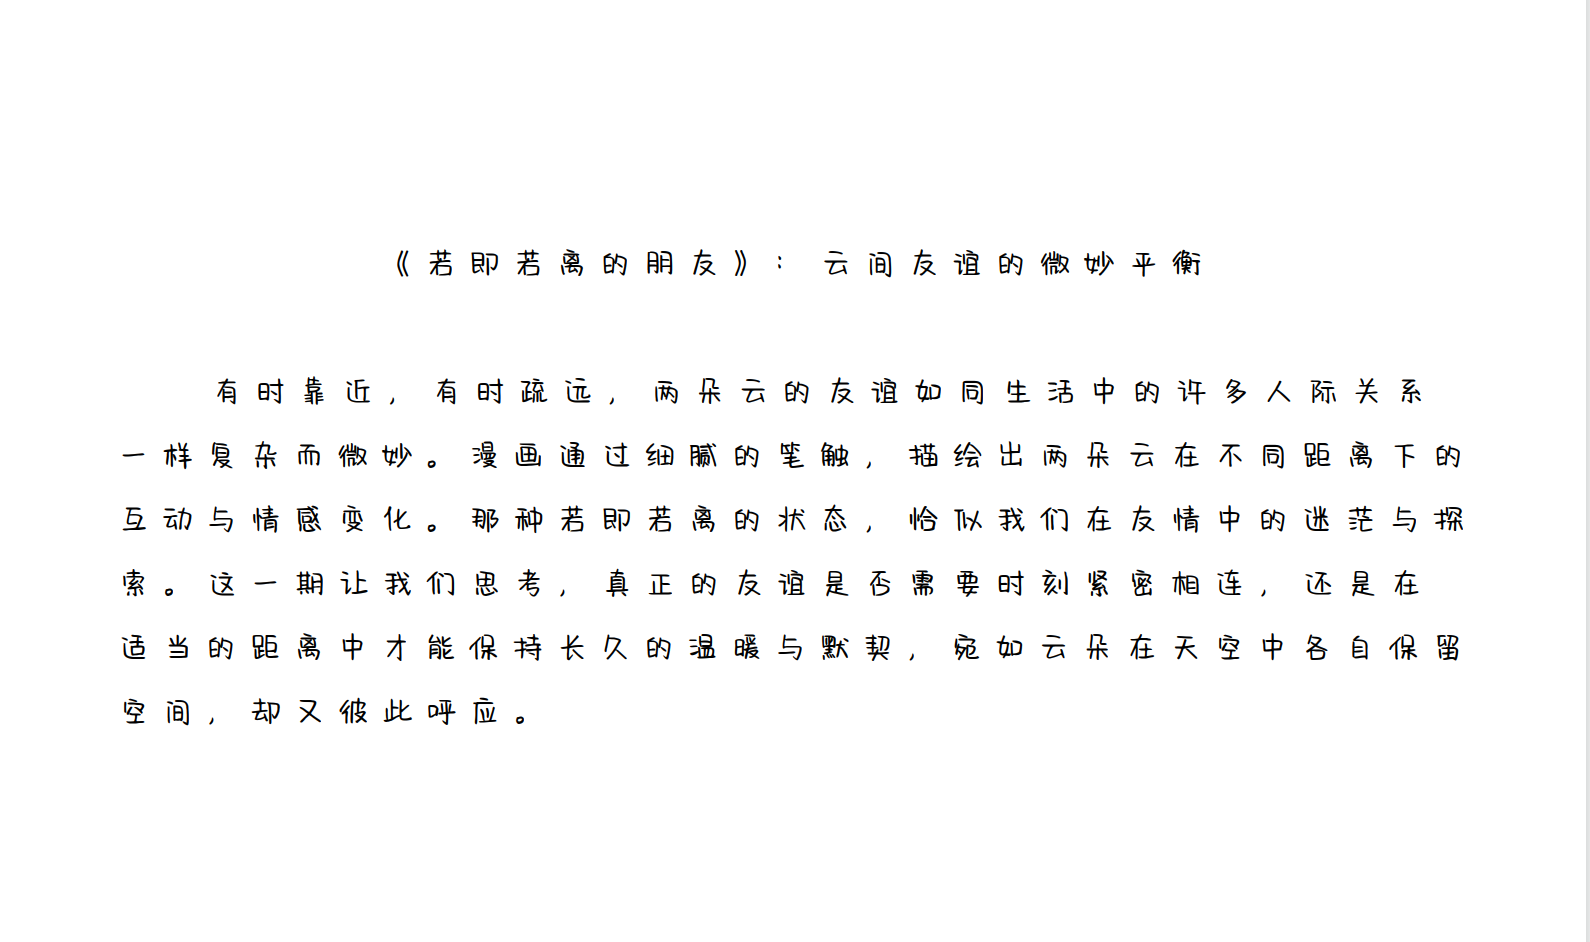 《若即若离的朋友》：云间友谊的微妙平衡
有时靠近，有时疏远，两朵云的友谊如同生活中的许多人际关系
一样复杂而微妙。漫画通过细腻的笔触，描绘出两朵云在不同距离下的
互动与情感变化。那种若即若离的状态，恰似我们在友情中的迷茫与探
索。这一期让我们思考，真正的友谊是否需要时刻紧密相连，还是在
适当的距离中才能保持长久的温暖与默契，宛如云朵在天空中各自保留
空间，却又彼此呼应。